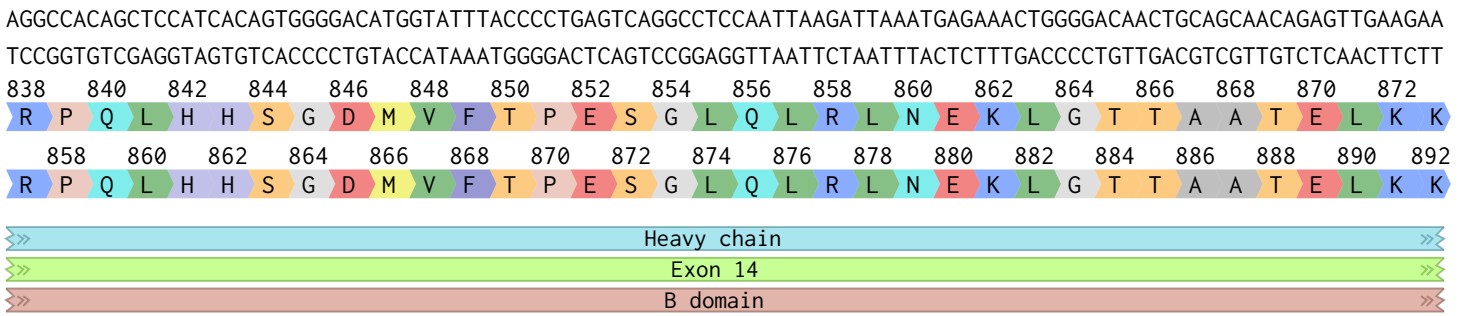 AGGCCACAGCTCCATCACAGTGGGGACATGGTATTTACCCCTGAGTCAGGCCTCCAATTAAGATTAAATGAGAAACTGGGGACAACTGCAGCAACAGAGTTGAAGAA
TCCGGTGTCGAGGTAGTGTCACCCCTGTACCATAAATGGGGACTCAGTCCGGAGGTTAATTCTAATTTACTCTTTGACCCCTGTTGACGTCGTTGTCTCAACTTCTT
838 840 842 844 846 848 850 852 854 856 858 860 862 864 866 868 870 872
R P Q L H H S G D M V F T P E S G L Q L R L N E K L G T T A A T E L K K
858 860 862 864 866 868 870 872 874 876 878 880 882 884 886 888 890 892
R P Q L H H S G D M V F T P E S G L Q L R L N E K L G T T A A T E L K K
Heavy chain
Exon 14
B domain